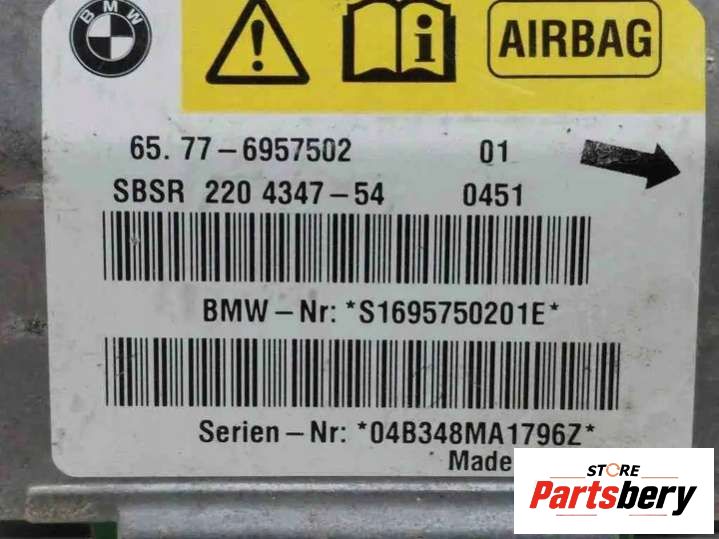 BMW
AIRBAG
65. 77-6957502 01
SBSR 220 4347-54 0451
BMW-Nr: *S1695750201E*
Serien-Nr: *04B348MA1796Z*
Made
STORE
Partsbery